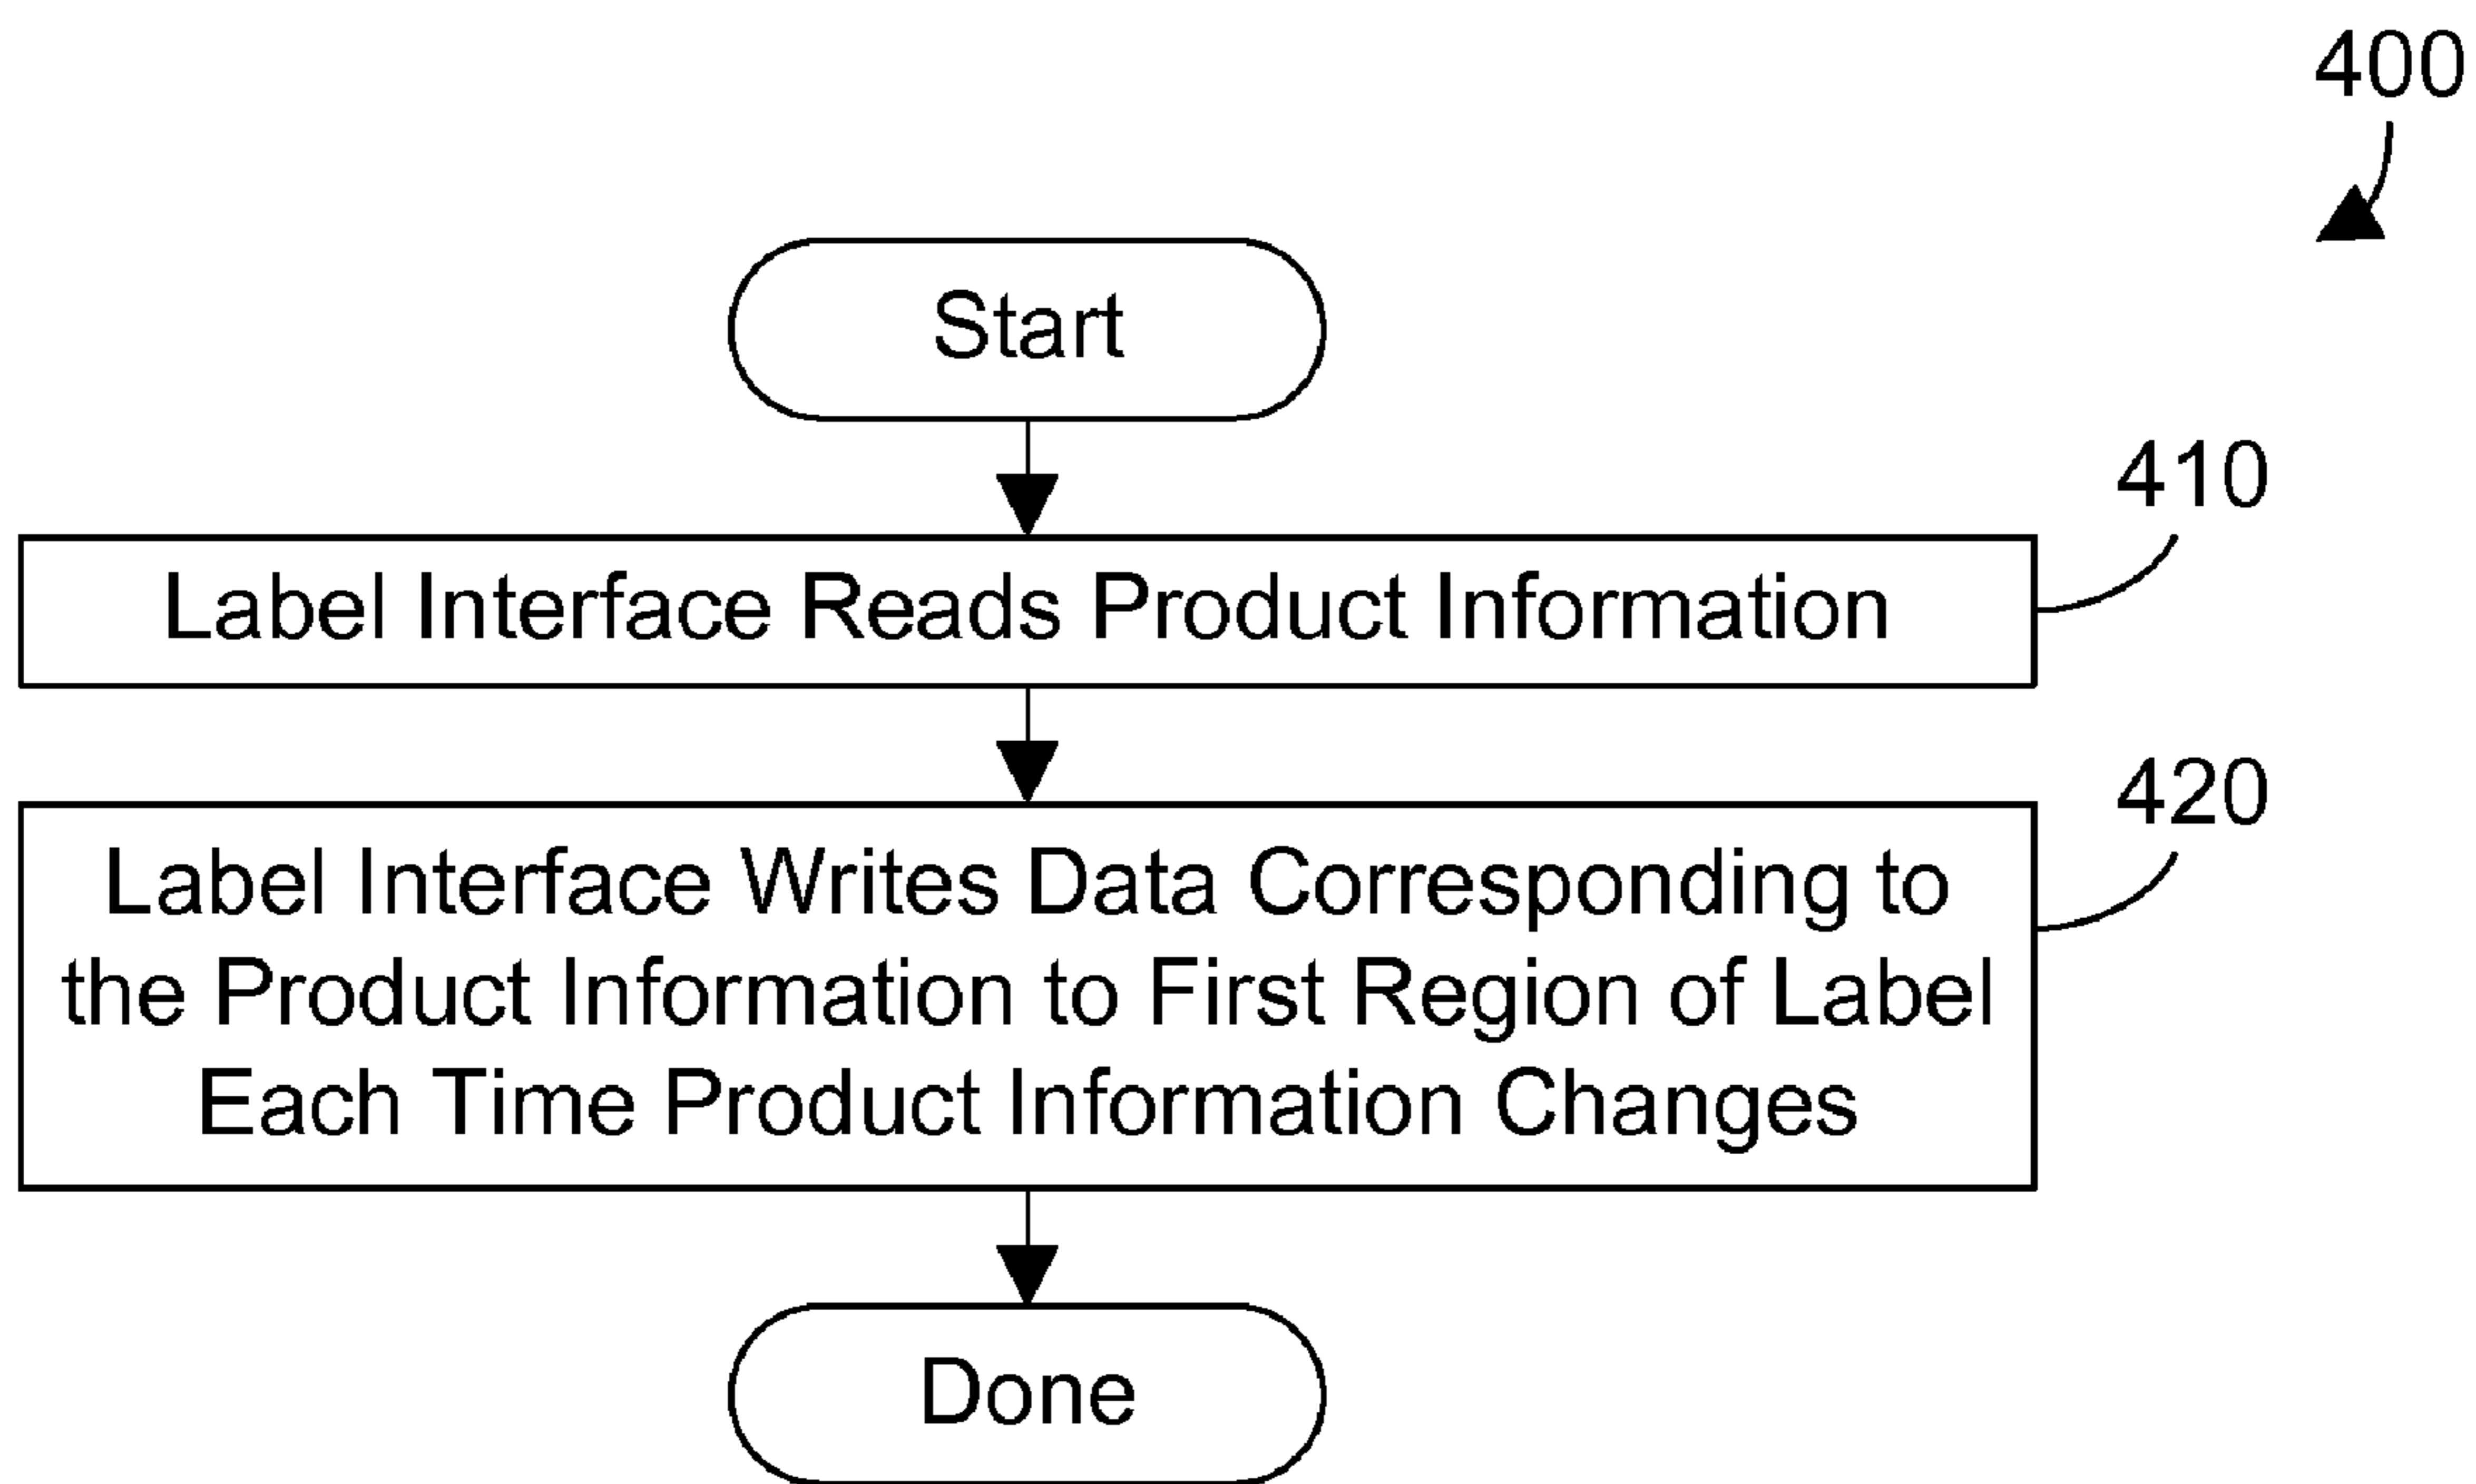 400
Start
410
Label Interface Reads Product Information
420
Label Interface Writes Data Corresponding to
the Product Information to First Region of Label
Each Time Product Information Changes
Done